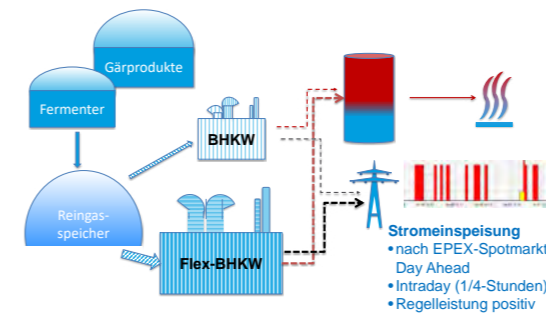 Gärprodukte
Fermenter
BHKW
Reingas-
speicher
Flex-BHKW
Stromeinspeisung
• nach EPEX-Spotmarkt
Day Ahead
• Intraday (1/4-Stunden)
• Regelleistung positiv